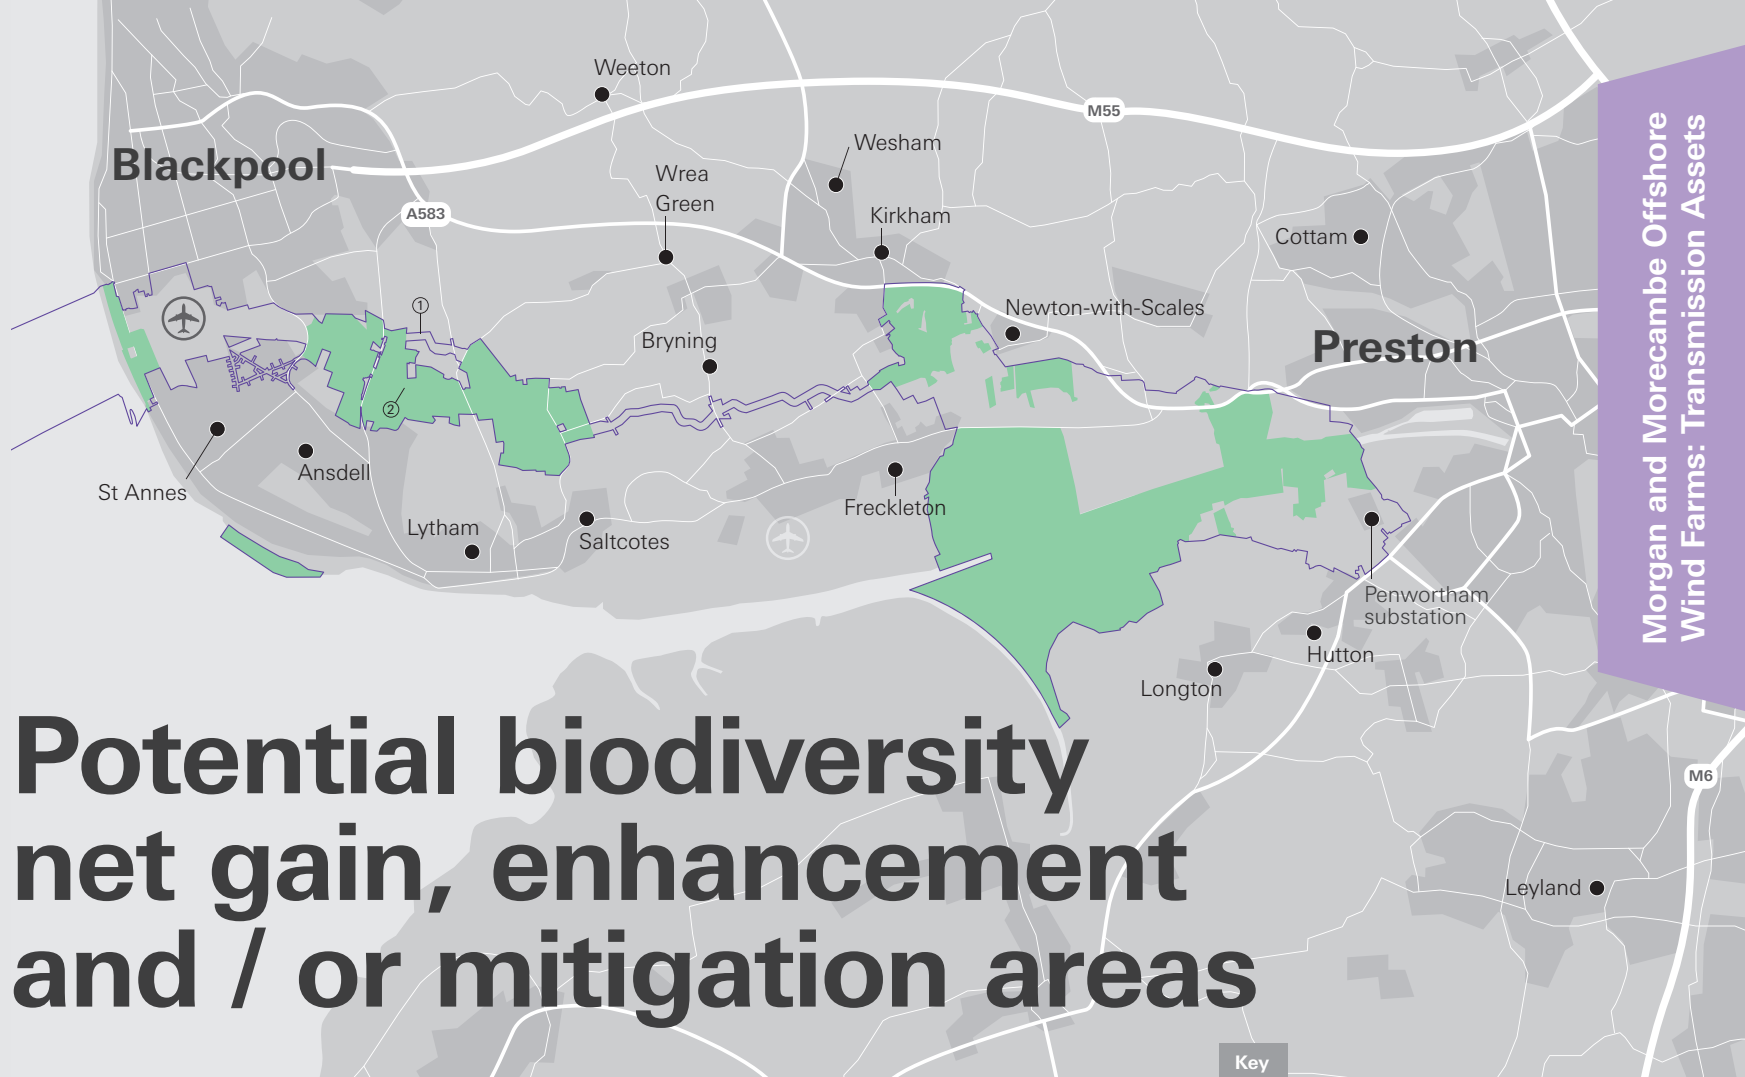 Weeton
M55
Wesham
Blackpool
Wrea
Green
A583
Kirkham
Cottam
1
Newton-with-Scales
Bryning
Preston
2
St Annes
Ansdell
Freckleton
Lytham
Saltcotes
Penwortham
substation
Hutton
Longton
M6
Leyland
Morgan and Morecambe Offshore
Wind Farms: Transmission Assets
Potential biodiversity
net gain, enhancement
and / or mitigation areas
Key